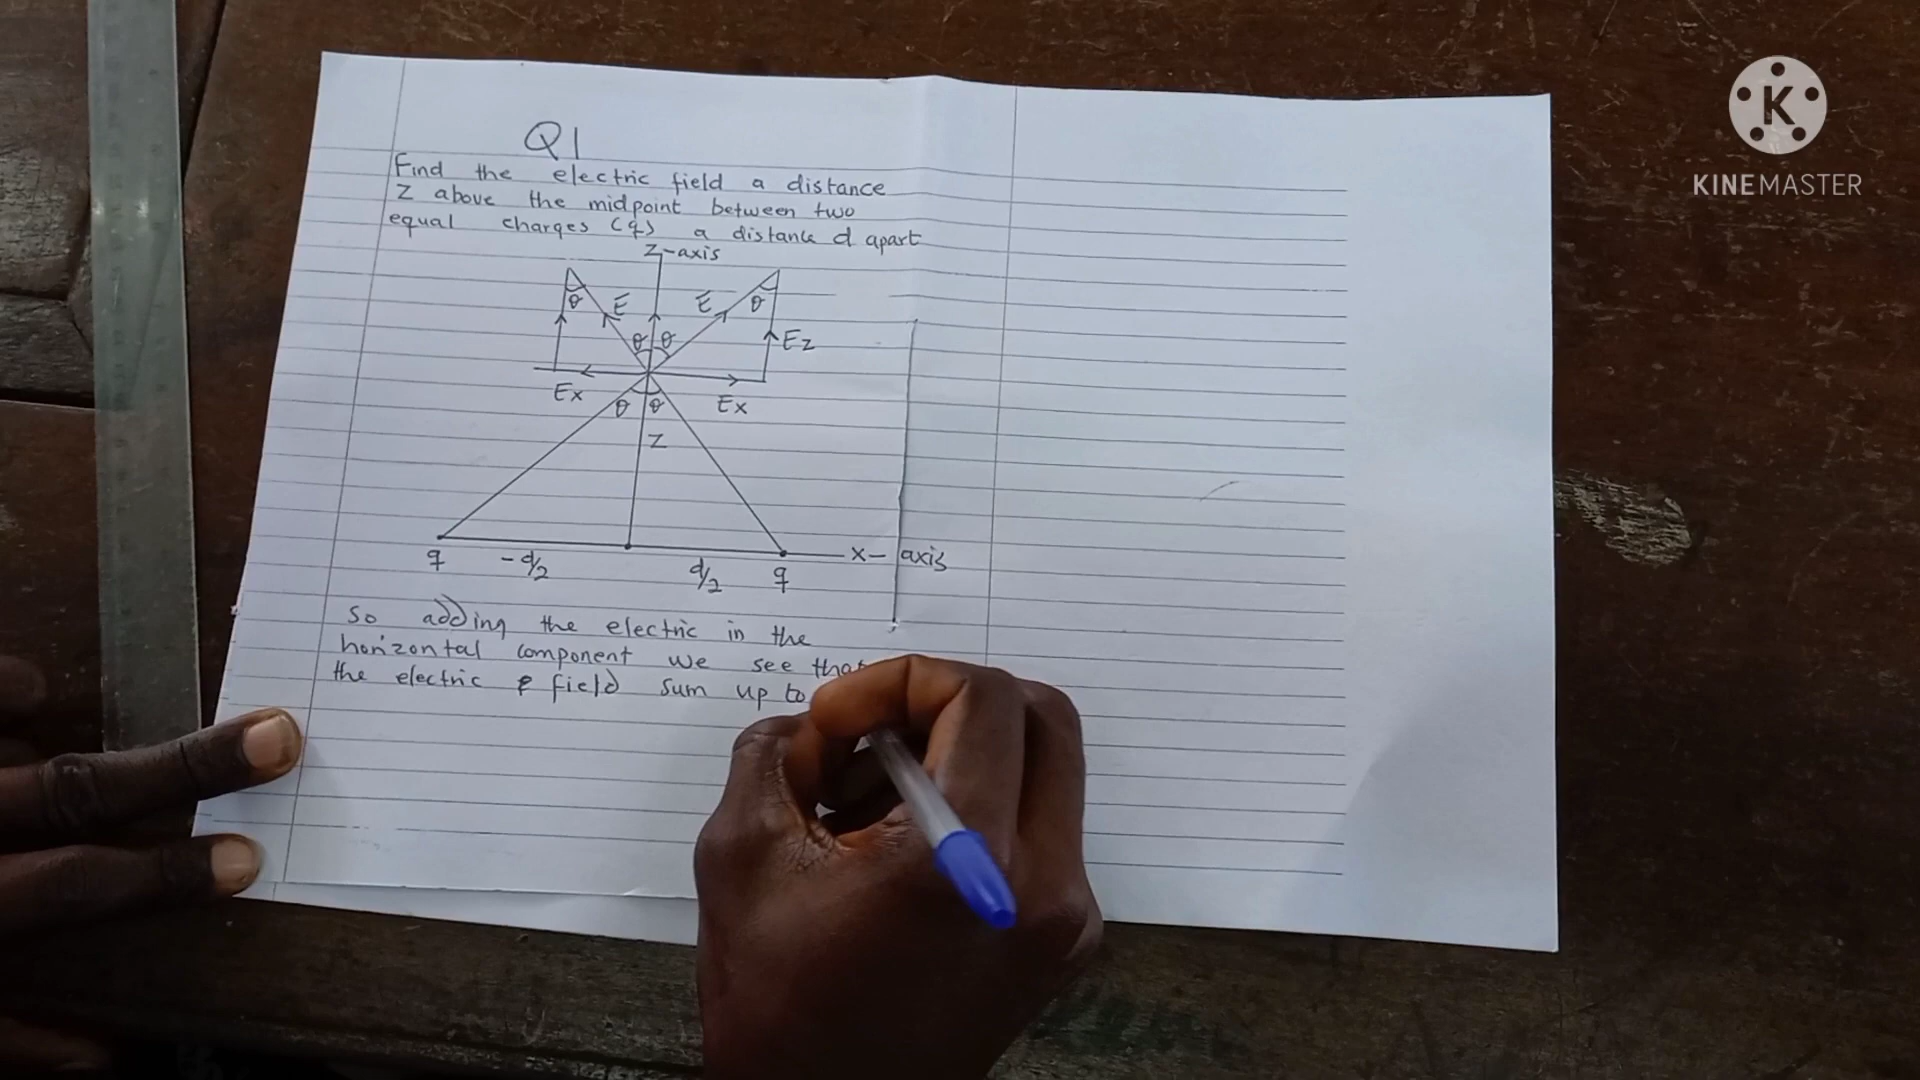 Q1
Find the electric field a distance
Z above the midpoint between two
equal charges (q) a distance d apart
Z-axis
θ E E θ
θ θ
Ez
Ex Ex
θ θ
Z
q -d/2 d/2 q x-axis
so adding the electric in the
horizontal component we see that
the electric field sum up to
K
KINEMASTER